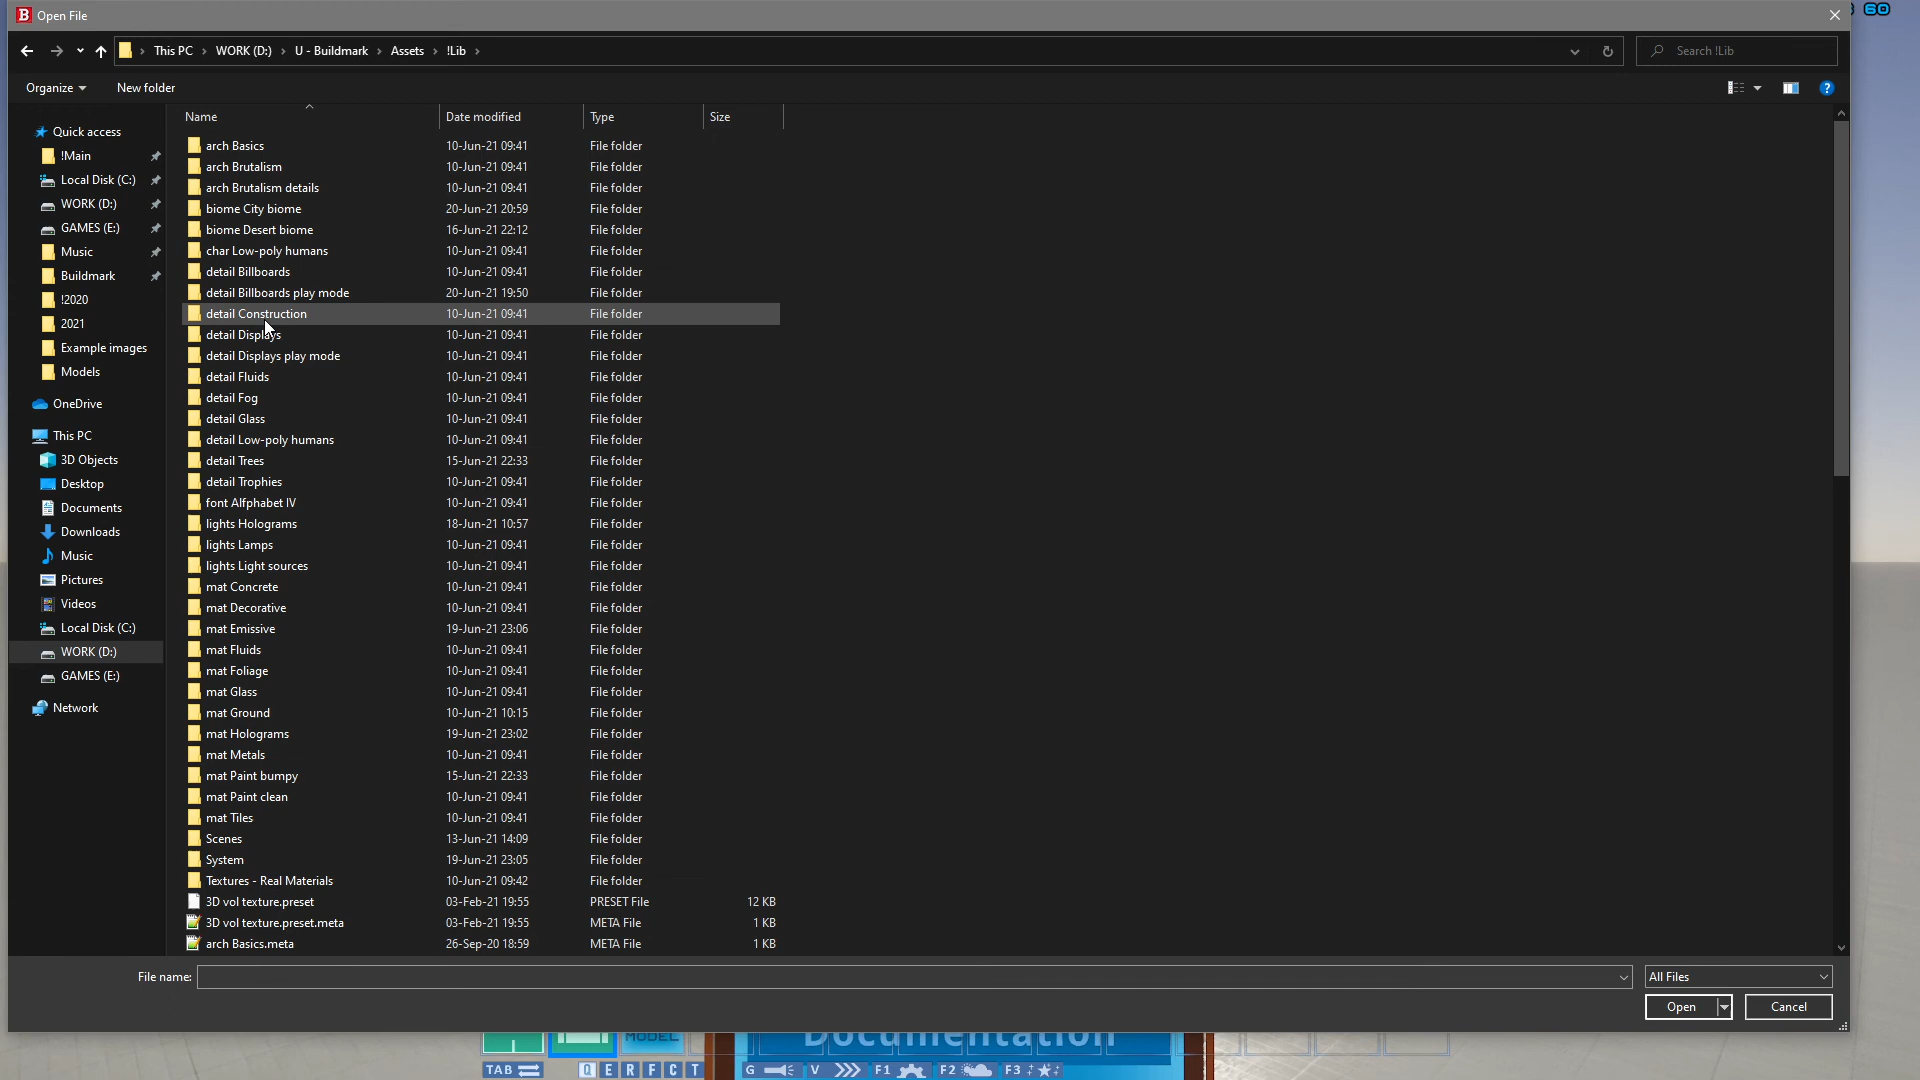 Open File
60
This PC > WORK (D:) > U - Buildmark > Assets > !Lib >
Search !Lib
Organize
New folder
Name
Date modified
Type
Size
Quick access
!Main
Local Disk (C:)
WORK (D:)
GAMES (E:)
Music
Buildmark
!2020
2021
Example images
Models
OneDrive
This PC
3D Objects
Desktop
Documents
Downloads
Music
Pictures
Videos
Local Disk (C:)
WORK (D:)
GAMES (E:)
Network
arch Basics 10-Jun-21 09:41 File folder
arch Brutalism 10-Jun-21 09:41 File folder
arch Brutalism details 10-Jun-21 09:41 File folder
biome City biome 20-Jun-21 20:59 File folder
biome Desert biome 16-Jun-21 22:12 File folder
char Low-poly humans 10-Jun-21 09:41 File folder
detail Billboards 10-Jun-21 09:41 File folder
detail Billboards play mode 20-Jun-21 19:50 File folder
detail Construction 10-Jun-21 09:41 File folder
detail Displays 10-Jun-21 09:41 File folder
detail Displays play mode 10-Jun-21 09:41 File folder
detail Fluids 10-Jun-21 09:41 File folder
detail Fog 10-Jun-21 09:41 File folder
detail Glass 10-Jun-21 09:41 File folder
detail Low-poly humans 10-Jun-21 09:41 File folder
detail Trees 15-Jun-21 22:33 File folder
detail Trophies 10-Jun-21 09:41 File folder
font Alfphabet IV 10-Jun-21 09:41 File folder
lights Holograms 18-Jun-21 10:57 File folder
lights Lamps 10-Jun-21 09:41 File folder
lights Light sources 10-Jun-21 09:41 File folder
mat Concrete 10-Jun-21 09:41 File folder
mat Decorative 10-Jun-21 09:41 File folder
mat Emissive 19-Jun-21 23:06 File folder
mat Fluids 10-Jun-21 09:41 File folder
mat Foliage 10-Jun-21 09:41 File folder
mat Glass 10-Jun-21 09:41 File folder
mat Ground 10-Jun-21 10:15 File folder
mat Holograms 19-Jun-21 23:02 File folder
mat Metals 10-Jun-21 09:41 File folder
mat Paint bumpy 15-Jun-21 22:33 File folder
mat Paint clean 10-Jun-21 09:41 File folder
mat Tiles 10-Jun-21 09:41 File folder
Scenes 13-Jun-21 14:09 File folder
System 19-Jun-21 23:05 File folder
Textures - Real Materials 10-Jun-21 09:42 File folder
3D vol texture.preset 03-Feb-21 19:55 PRESET File 12 KB
3D vol texture.preset.meta 03-Feb-21 19:55 META File 1 KB
arch Basics.meta 26-Sep-20 18:59 META File 1 KB
File name:
All Files
Open
Cancel
MODEL
Documentation
TAB Q E R F C T G V F1 F2 F3